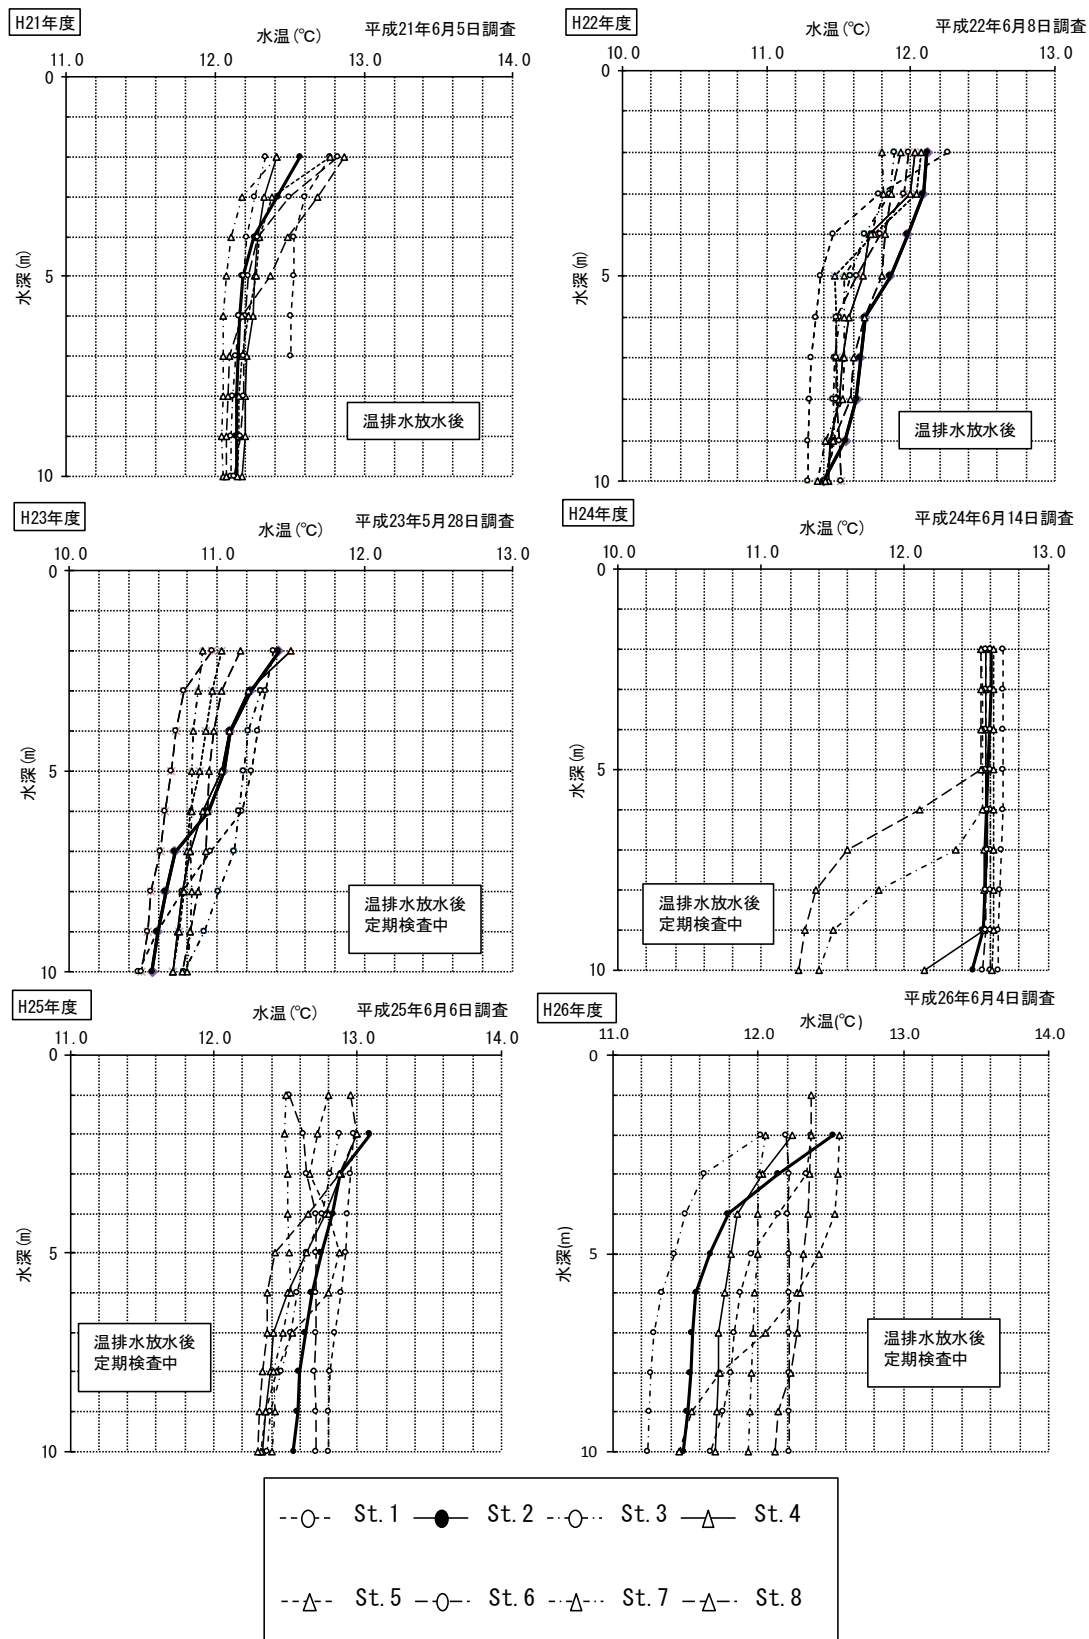 H21年度
水温(℃)
平成21年6月5日調査
11.0 12.0 13.0 14.0
0
5
10
水深(m)
温排水放水後
H22年度
水温(℃)
平成22年6月8日調査
10.0 11.0 12.0 13.0
0
5
10
水深(m)
温排水放水後
H23年度
水温(℃)
平成23年5月28日調査
10.0 11.0 12.0 13.0
0
5
10
水深(m)
温排水放水後
定期検査中
H24年度
水温(℃)
平成24年6月14日調査
10.0 11.0 12.0 13.0
0
5
10
水深(m)
温排水放水後
定期検査中
H25年度
水温(℃)
平成25年6月6日調査
11.0 12.0 13.0 14.0
0
5
10
水深(m)
温排水放水後
定期検査中
H26年度
平成26年6月4日調査
水温(℃)
11.0 12.0 13.0 14.0
0
5
10
水深(m)
温排水放水後
定期検査中
St.1 St.2 St.3 St.4
St.5 St.6 St.7 St.8